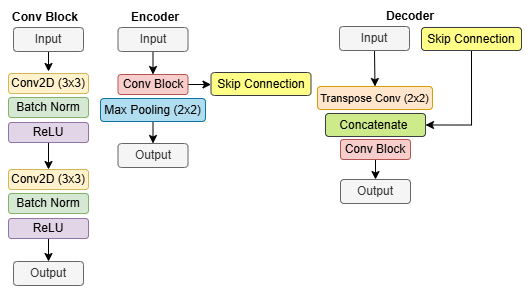 Conv Block
Input
Conv2D (3x3)
Batch Norm
ReLU
Conv2D (3x3)
Batch Norm
ReLU
Output
Encoder
Input
Conv Block
Skip Connection
Max Pooling (2x2)
Output
Decoder
Input
Skip Connection
Transpose Conv (2x2)
Concatenate
Conv Block
Output